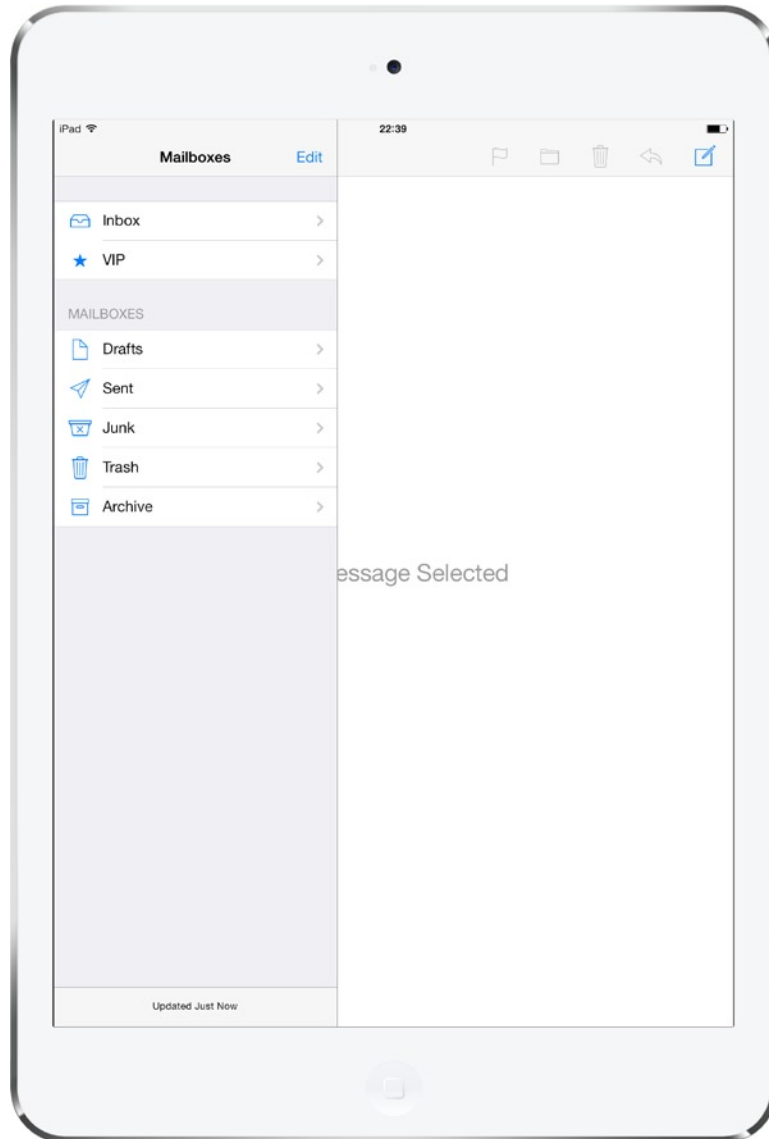 iPad 22:39
Mailboxes Edit
Inbox
VIP
MAILBOXES
Drafts
Sent
Junk
Trash
Archive
essage Selected
Updated Just Now